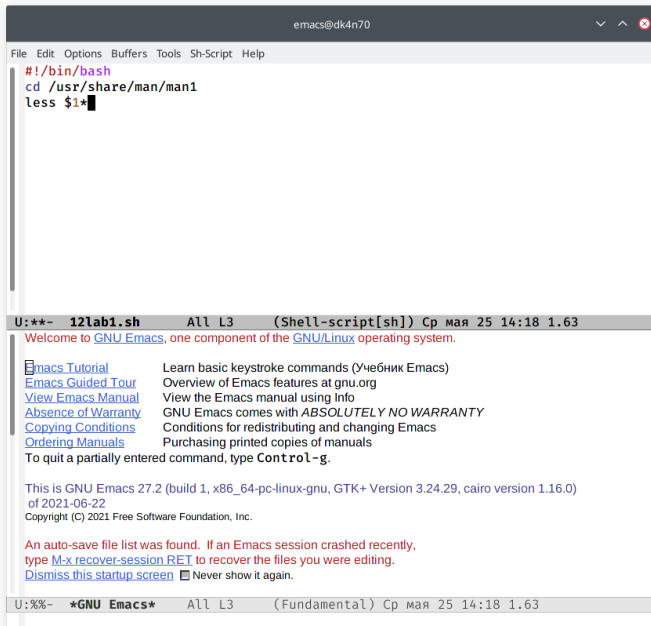 emacs@dk4n70
File Edit Options Buffers Tools Sh-Script Help
#!/bin/bash
cd /usr/share/man/man1
less $1*
U:**- 12lab1.sh All L3 (Shell-script[sh]) Ср мая 25 14:18 1.63
Welcome to GNU Emacs, one component of the GNU/Linux operating system.
Emacs Tutorial Learn basic keystroke commands (Учебник Emacs)
Emacs Guided Tour Overview of Emacs features at gnu.org
View Emacs Manual View the Emacs manual using Info
Absence of Warranty GNU Emacs comes with ABSOLUTELY NO WARRANTY
Copying Conditions Conditions for redistributing and changing Emacs
Ordering Manuals Purchasing printed copies of manuals
To quit a partially entered command, type Control-g.
This is GNU Emacs 27.2 (build 1, x86_64-pc-linux-gnu, GTK+ Version 3.24.29, cairo version 1.16.0)
of 2021-06-22
Copyright (C) 2021 Free Software Foundation, Inc.
An auto-save file list was found. If an Emacs session crashed recently,
type M-x recover-session RET to recover the files you were editing.
Dismiss this startup screen Never show it again.
U:%%- *GNU Emacs* All L3 (Fundamental) Ср мая 25 14:18 1.63